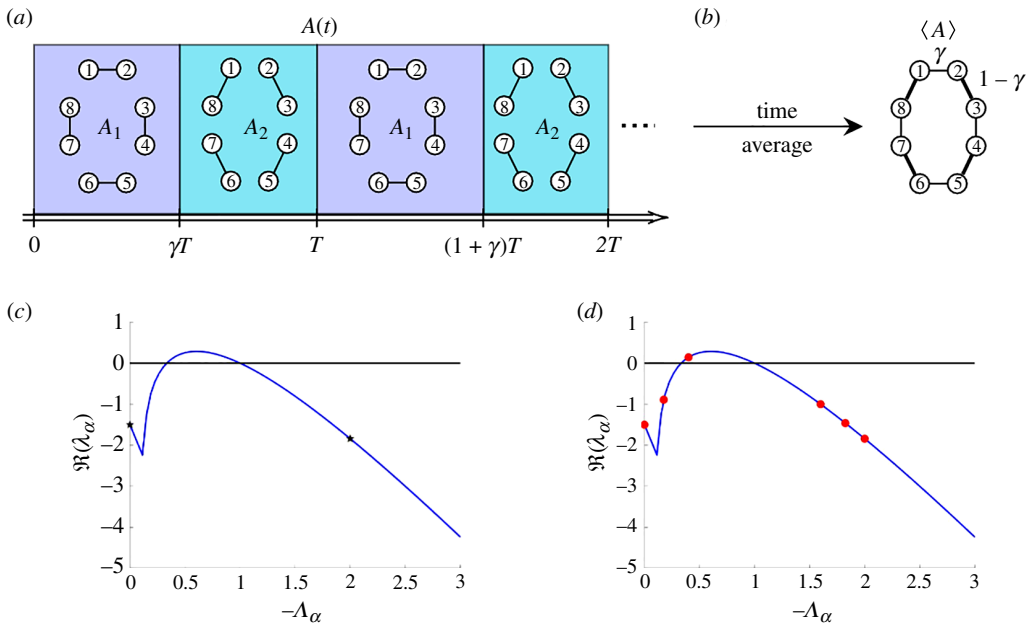 (a)
A(t)
1 2 1 2 1 2 1 2
8 3 8 3 8 3 8 3
A₁ A₂ A₁ A₂
7 4 7 4 7 4 7 4
6 5 6 5 6 5 6 5
0 γT T (1 + γ)T 2T
time
average
(b)
⟨A⟩
γ
1 2 1 – γ
8 3
7 4
6 5
(c)
1
0
–1
–2
–3
–4
–5
ℜ(λα)
0 0.5 1 1.5 2 2.5 3
–Λα
(d)
1
0
–1
–2
–3
–4
–5
ℜ(λα)
0 0.5 1 1.5 2 2.5 3
–Λα